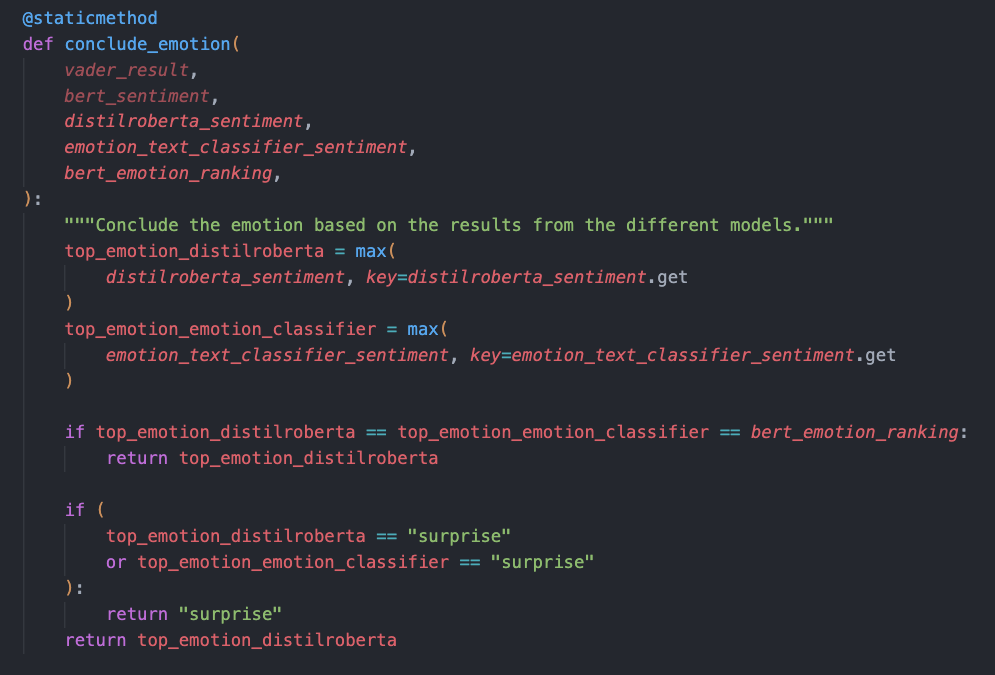 @staticmethod
def conclude_emotion(
    vader_result,
    bert_sentiment,
    distilroberta_sentiment,
    emotion_text_classifier_sentiment,
    bert_emotion_ranking,
):
    """Conclude the emotion based on the results from the different models."""
    top_emotion_distilroberta = max(
        distilroberta_sentiment, key=distilroberta_sentiment.get
    )
    top_emotion_emotion_classifier = max(
        emotion_text_classifier_sentiment, key=emotion_text_classifier_sentiment.get
    )

    if top_emotion_distilroberta == top_emotion_emotion_classifier == bert_emotion_ranking:
        return top_emotion_distilroberta

    if (
        top_emotion_distilroberta == "surprise"
        or top_emotion_emotion_classifier == "surprise"
    ):
        return "surprise"
    return top_emotion_distilroberta